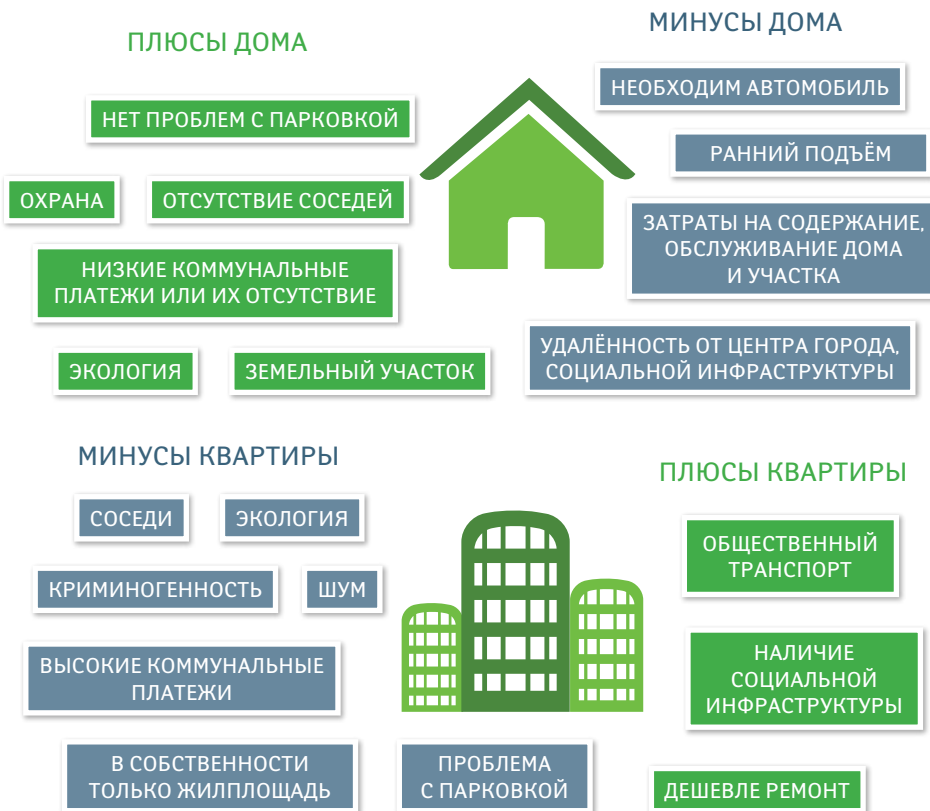 ПЛЮСЫ ДОМА
НЕТ ПРОБЛЕМ С ПАРКОВКОЙ
ОХРАНА
ОТСУТСТВИЕ СОСЕДЕЙ
НИЗКИЕ КОММУНАЛЬНЫЕ
ПЛАТЕЖИ ИЛИ ИХ ОТСУТСТВИЕ
ЭКОЛОГИЯ
ЗЕМЕЛЬНЫЙ УЧАСТОК
МИНУСЫ ДОМА
НЕОБХОДИМ АВТОМОБИЛЬ
РАННИЙ ПОДЪЁМ
ЗАТРАТЫ НА СОДЕРЖАНИЕ,
ОБСЛУЖИВАНИЕ ДОМА
И УЧАСТКА
УДАЛЁННОСТЬ ОТ ЦЕНТРА ГОРОДА,
СОЦИАЛЬНОЙ ИНФРАСТРУКТУРЫ
МИНУСЫ КВАРТИРЫ
СОСЕДИ
ЭКОЛОГИЯ
КРИМИНОГЕННОСТЬ
ШУМ
ВЫСОКИЕ КОММУНАЛЬНЫЕ
ПЛАТЕЖИ
В СОБСТВЕННОСТИ
ТОЛЬКО ЖИЛПЛОЩАДЬ
ПРОБЛЕМА
С ПАРКОВКОЙ
ПЛЮСЫ КВАРТИРЫ
ОБЩЕСТВЕННЫЙ
ТРАНСПОРТ
НАЛИЧИЕ
СОЦИАЛЬНОЙ
ИНФРАСТРУКТУРЫ
ДЕШЕВЛЕ РЕМОНТ